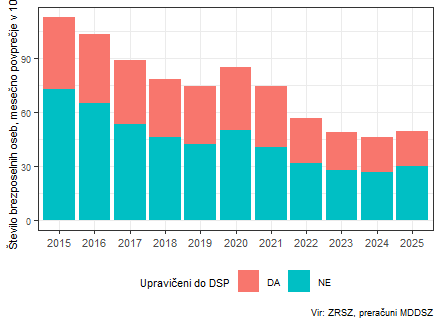 Število brezposelnih oseb, mesečno povprečje v 10
90
60
30
0
2015 2016 2017 2018 2019 2020 2021 2022 2023 2024 2025
Upravičeni do DSP DA NE
Vir: ZRSZ, preračuni MDDSZ